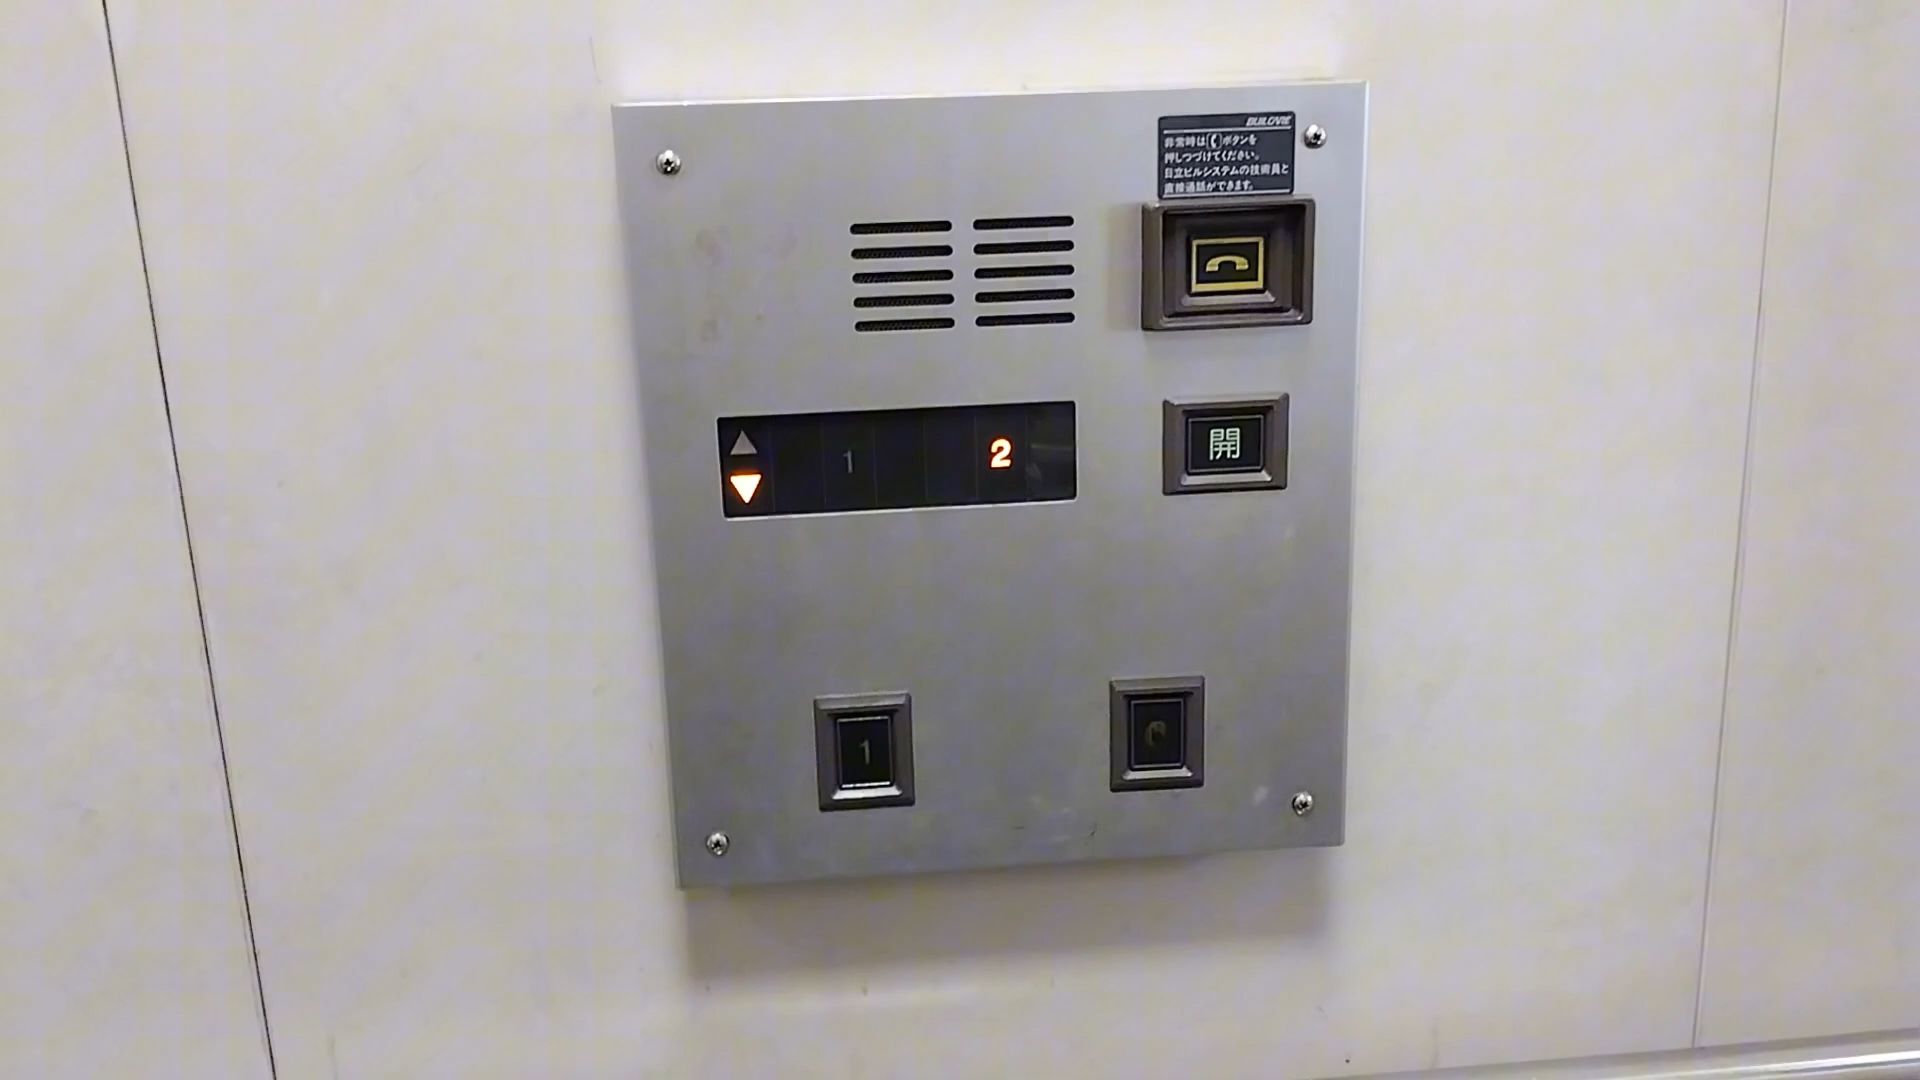 BUILCARE
非常時は ボタンを
押しつづけてください。
日立ビルシステムの技術員と
直接通話ができます。
1
2
開
1